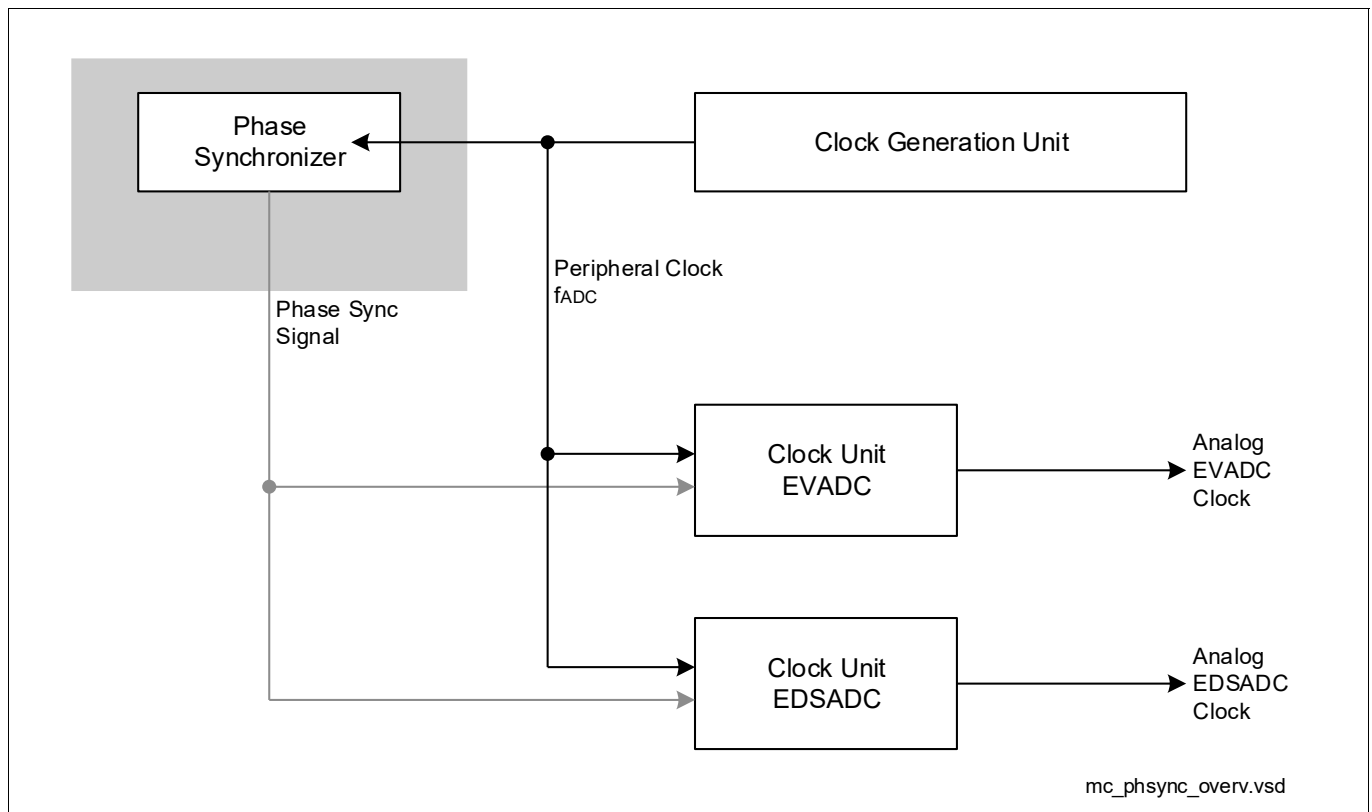 Phase
Synchronizer
Clock Generation Unit
Peripheral Clock
fADC
Phase Sync
Signal
Clock Unit
EVADC
Analog
EVADC
Clock
Clock Unit
EDSADC
Analog
EDSADC
Clock
mc_phsync_overv.vsd